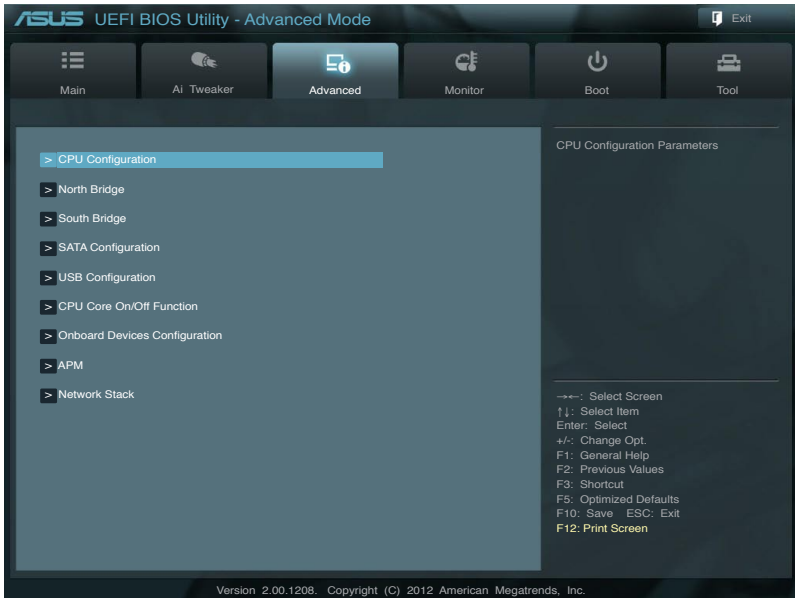 ASUS UEFI BIOS Utility - Advanced Mode
Exit
Main
Ai Tweaker
Advanced
Monitor
Boot
Tool
> CPU Configuration
> North Bridge
> South Bridge
> SATA Configuration
> USB Configuration
> CPU Core On/Off Function
> Onboard Devices Configuration
> APM
> Network Stack
CPU Configuration Parameters
→←: Select Screen
↑↓: Select Item
Enter: Select
+/-: Change Opt.
F1: General Help
F2: Previous Values
F3: Shortcut
F5: Optimized Defaults
F10: Save ESC: Exit
F12: Print Screen
Version 2.00.1208. Copyright (C) 2012 American Megatrends, Inc.